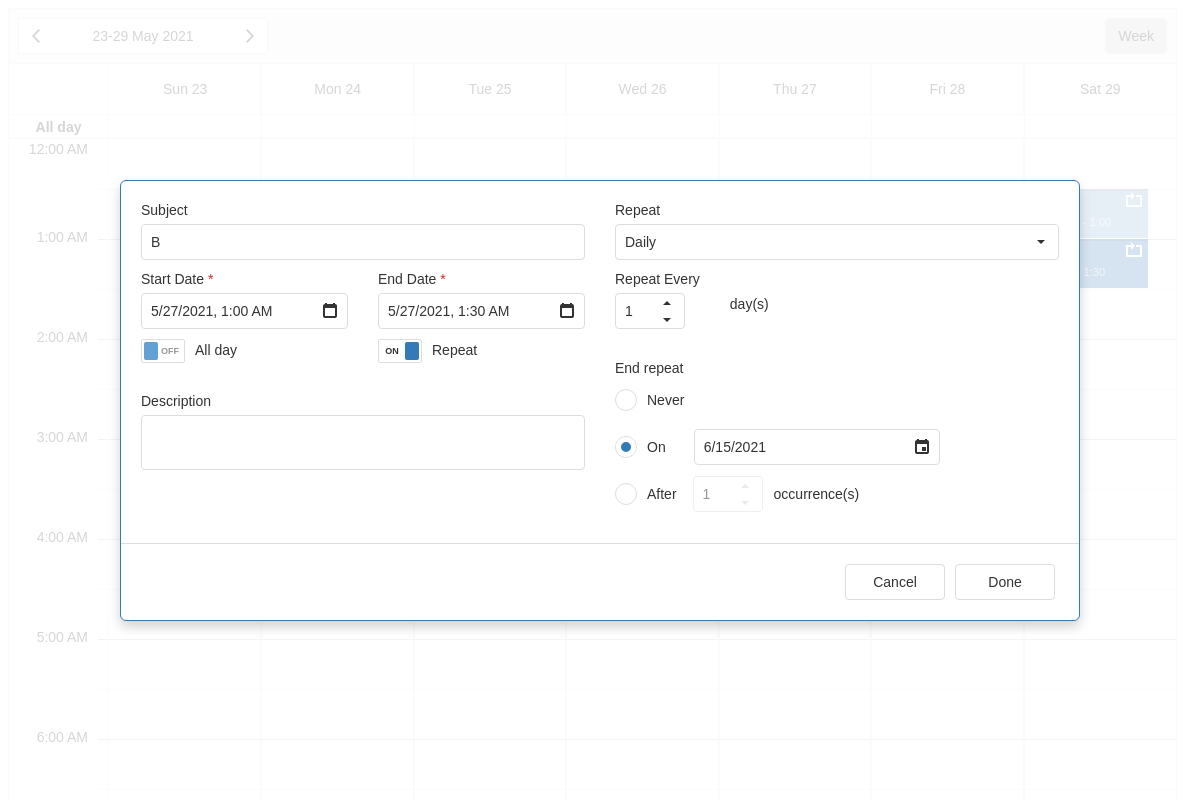 23-29 May 2021
Week
Sun 23
Mon 24
Tue 25
Wed 26
Thu 27
Fri 28
Sat 29
All day
12:00 AM
1:00 AM
2:00 AM
3:00 AM
4:00 AM
5:00 AM
6:00 AM
- 1:00
1:30
Subject
B
Start Date *
5/27/2021, 1:00 AM
End Date *
5/27/2021, 1:30 AM
OFF
All day
ON
Repeat
Description
Repeat
Daily
Repeat Every
1
day(s)
End repeat
Never
On
6/15/2021
After
1
occurrence(s)
Cancel
Done